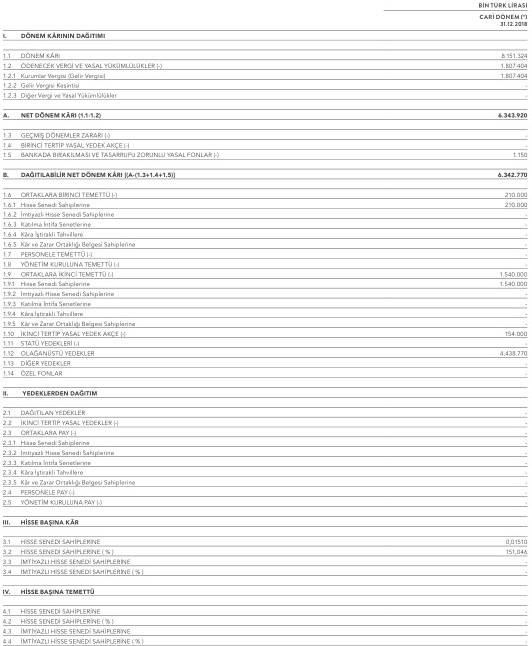 BİN TÜRK LİRASI
CARİ DÖNEM (*)
31.12.2018
I. DÖNEM KÂRININ DAĞITIMI
1.1 DÖNEM KÂRI 8.151.324
1.2 ÖDENECEK VERGİ VE YASAL YÜKÜMLÜLÜKLER (-) 1.807.404
1.2.1 Kurumlar Vergisi (Gelir Vergisi) 1.807.404
1.2.2 Gelir Vergisi Kesintisi -
1.2.3 Diğer Vergi ve Yasal Yükümlülükler -
A. NET DÖNEM KÂRI (1.1-1.2) 6.343.920
1.3 GEÇMİŞ DÖNEMLER ZARARI (-) -
1.4 BİRİNCİ TERTİP YASAL YEDEK AKÇE (-) -
1.5 BANKADA BIRAKILMASI VE TASARRUFU ZORUNLU YASAL FONLAR (-) 1.150
B. DAĞITILABİLİR NET DÖNEM KÂRI [(A-(1.3+1.4+1.5)] 6.342.770
1.6 ORTAKLARA BİRİNCİ TEMETTÜ (-) 210.000
1.6.1 Hisse Senedi Sahiplerine 210.000
1.6.2 İmtiyazlı Hisse Senedi Sahiplerine -
1.6.3 Katılma İntifa Senetlerine -
1.6.4 Kâra İştirakli Tahvillere -
1.6.5 Kâr ve Zarar Ortaklığı Belgesi Sahiplerine -
1.7 PERSONELE TEMETTÜ (-) -
1.8 YÖNETİM KURULUNA TEMETTÜ (-) -
1.9 ORTAKLARA İKİNCİ TEMETTÜ (-) 1.540.000
1.9.1 Hisse Senedi Sahiplerine 1.540.000
1.9.2 İmtiyazlı Hisse Senedi Sahiplerine -
1.9.3 Katılma İntifa Senetlerine -
1.9.4 Kâra İştirakli Tahvillere -
1.9.5 Kâr ve Zarar Ortaklığı Belgesi Sahiplerine -
1.10 İKİNCİ TERTİP YASAL YEDEK AKÇE (-) 154.000
1.11 STATÜ YEDEKLERİ (-) -
1.12 OLAĞANÜSTÜ YEDEKLER 4.438.770
1.13 DİĞER YEDEKLER -
1.14 ÖZEL FONLAR -
II. YEDEKLERDEN DAĞITIM
2.1 DAĞITILAN YEDEKLER -
2.2 İKİNCİ TERTİP YASAL YEDEKLER (-) -
2.3 ORTAKLARA PAY (-) -
2.3.1 Hisse Senedi Sahiplerine -
2.3.2 İmtiyazlı Hisse Senedi Sahiplerine -
2.3.3 Katılma İntifa Senetlerine -
2.3.4 Kâra İştirakli Tahvillere -
2.3.5 Kâr ve Zarar Ortaklığı Belgesi Sahiplerine -
2.4 PERSONELE PAY (-) -
2.5 YÖNETİM KURULUNA PAY (-) -
III. HİSSE BAŞINA KÂR
3.1 HİSSE SENEDİ SAHİPLERİNE 0,01510
3.2 HİSSE SENEDİ SAHİPLERİNE ( % ) 151,046
3.3 İMTİYAZLI HİSSE SENEDİ SAHİPLERİNE -
3.4 İMTİYAZLI HİSSE SENEDİ SAHİPLERİNE ( % ) -
IV. HİSSE BAŞINA TEMETTÜ
4.1 HİSSE SENEDİ SAHİPLERİNE -
4.2 HİSSE SENEDİ SAHİPLERİNE ( % ) -
4.3 İMTİYAZLI HİSSE SENEDİ SAHİPLERİNE -
4.4 İMTİYAZLI HİSSE SENEDİ SAHİPLERİNE ( % ) -